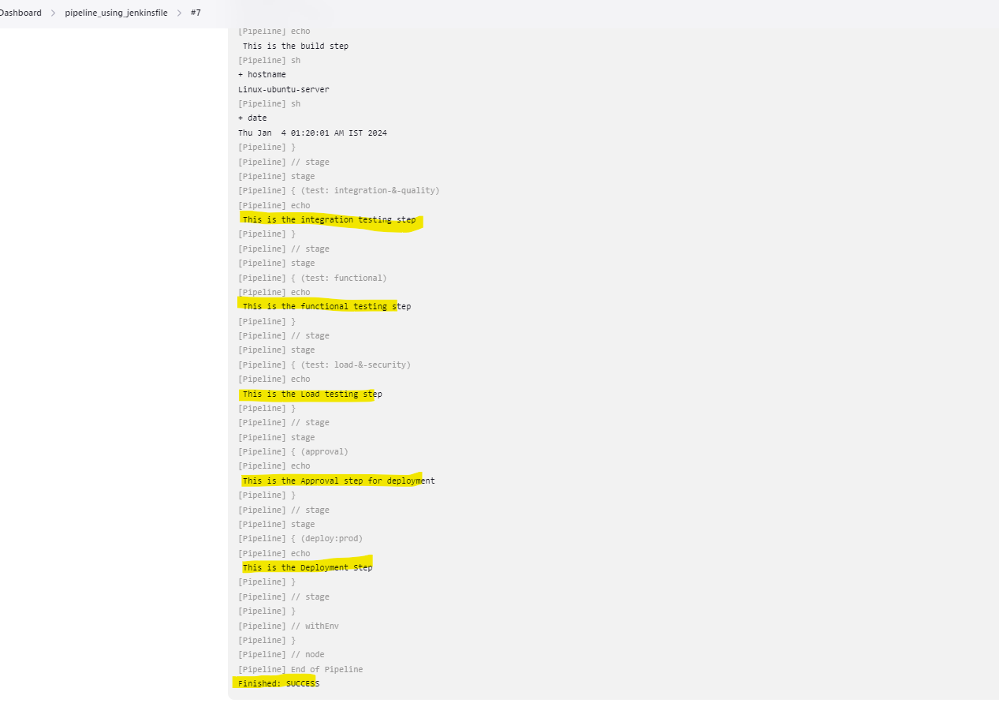 Dashboard > pipeline_using_jenkinsfile > #7
[Pipeline] echo
This is the build step
[Pipeline] sh
+ hostname
Linux-ubuntu-server
[Pipeline] sh
+ date
Thu Jan  4 01:20:01 AM IST 2024
[Pipeline] }
[Pipeline] // stage
[Pipeline] stage
[Pipeline] { (test: integration-&-quality)
[Pipeline] echo
This is the integration testing step
[Pipeline] }
[Pipeline] // stage
[Pipeline] stage
[Pipeline] { (test: functional)
[Pipeline] echo
This is the functional testing step
[Pipeline] }
[Pipeline] // stage
[Pipeline] stage
[Pipeline] { (test: load-&-security)
[Pipeline] echo
This is the Load testing step
[Pipeline] }
[Pipeline] // stage
[Pipeline] stage
[Pipeline] { (approval)
[Pipeline] echo
This is the Approval step for deployment
[Pipeline] }
[Pipeline] // stage
[Pipeline] stage
[Pipeline] { (deploy:prod)
[Pipeline] echo
This is the Deployment Step
[Pipeline] }
[Pipeline] // stage
[Pipeline] }
[Pipeline] // withEnv
[Pipeline] }
[Pipeline] // node
[Pipeline] End of Pipeline
Finished: SUCCESS